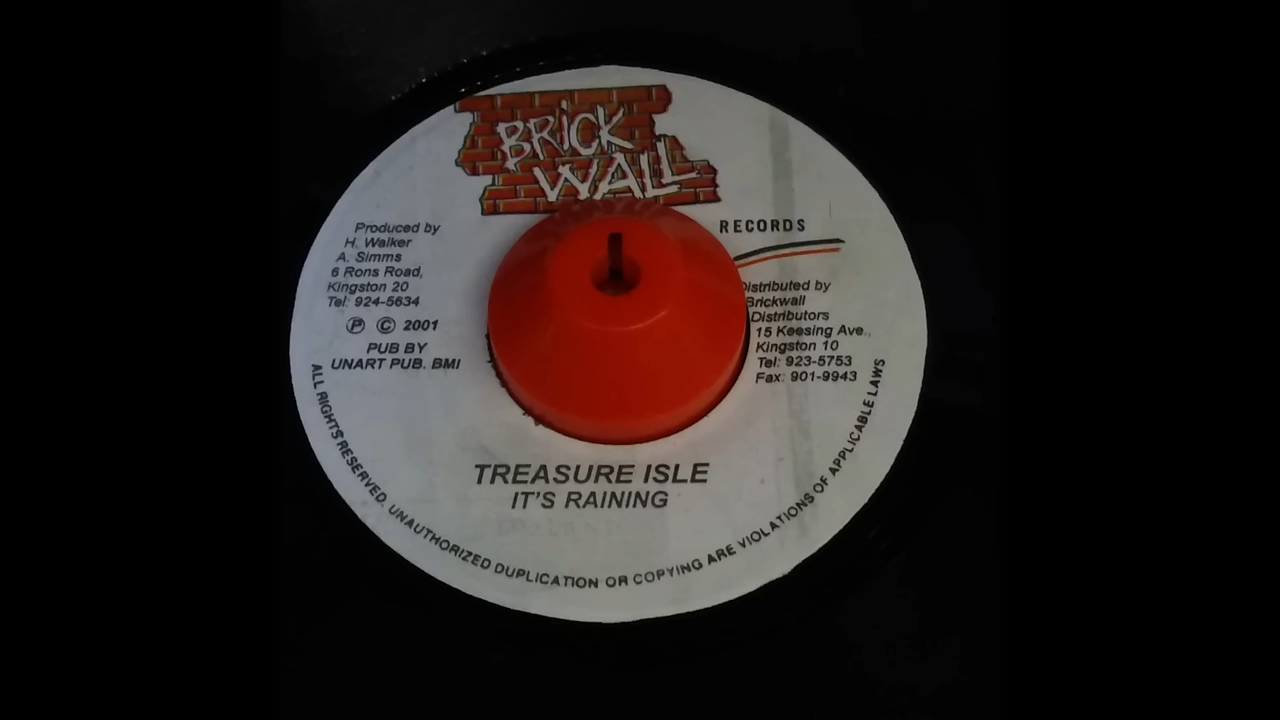 BRICK
WALL
RECORDS
Produced by
H. Walker
A. Simms
6 Rons Road,
Kingston 20
Tel: 924-5634
Ⓟ © 2001
PUB BY
UNART PUB. BMI
Distributed by
Brickwall
Distributors
15 Keesing Ave.,
Kingston 10
Tel: 923-5753
Fax: 901-9943
TREASURE ISLE
IT'S RAINING
ALL RIGHTS RESERVED. UNAUTHORIZED DUPLICATION OR COPYING ARE VIOLATIONS OF APPLICABLE LAWS